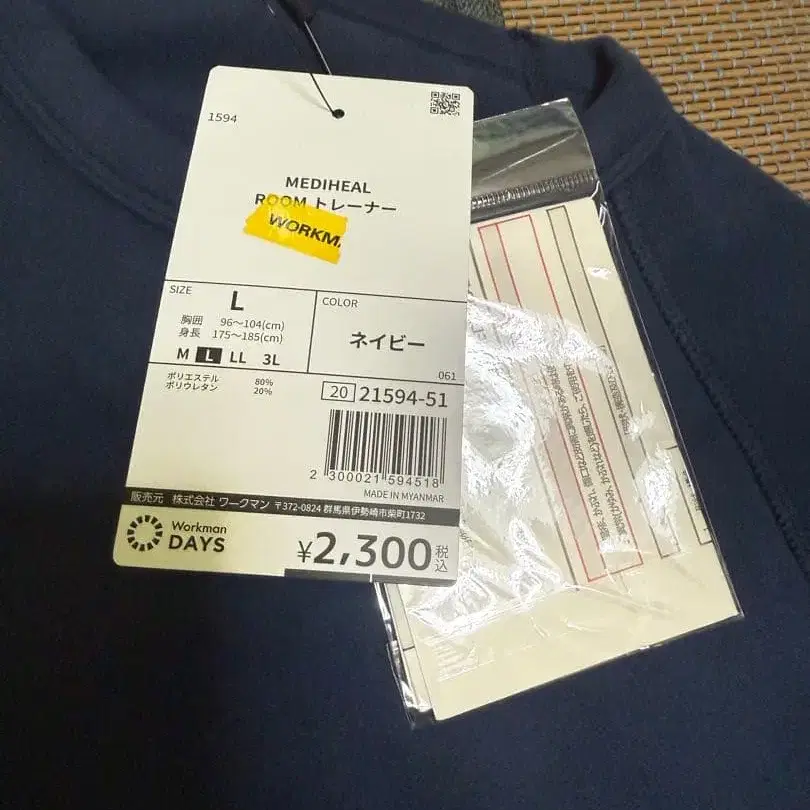 1594
MEDIHEAL
ROOM トレーナー
WORKM
SIZE
L
胸囲 96～104(cm)
身長 175～185(cm)
M L LL 3L
COLOR
ネイビー
061
ポリエステル 80%
ポリウレタン 20%
20 21594-51
2 300021 594518
MADE IN MYANMAR
販売元 株式会社 ワークマン 〒372-0824 群馬県伊勢崎市柴町1732
Workman
DAYS
¥2,300 税込